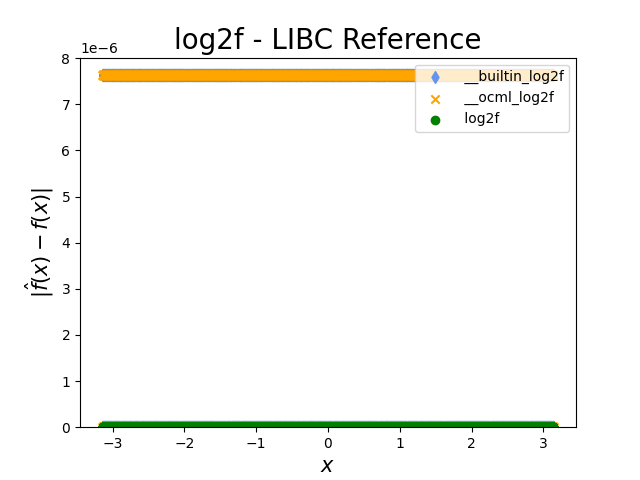 log2f - LIBC Reference
1e−6
8
7
6
5
4
3
2
1
0
|f̂(x) − f(x)|
__builtin_log2f
__ocml_log2f
log2f
−3 −2 −1 0 1 2 3
x